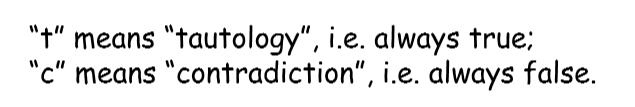 “t” means “tautology”, i.e. always true;
“c” means “contradiction”, i.e. always false.